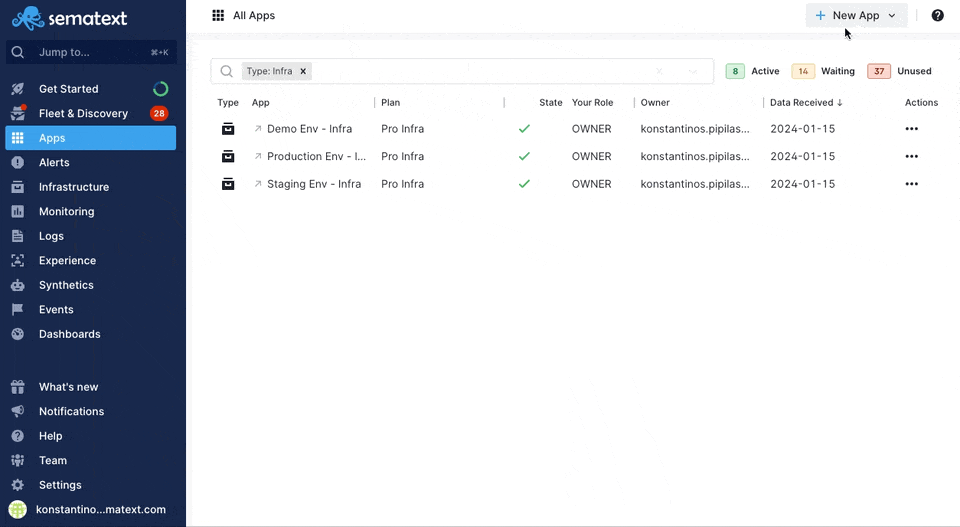 sematext
Jump to... ⌘+K
Get Started
Fleet & Discovery 28
Apps
Alerts
Infrastructure
Monitoring
Logs
Experience
Synthetics
Events
Dashboards
What's new
Notifications
Help
Team
Settings
konstantino...matext.com
All Apps
+ New App
?
Type: Infra ×
8 Active 14 Waiting 37 Unused
Type App Plan State Your Role Owner Data Received ↓ Actions
Demo Env - Infra Pro Infra OWNER konstantinos.pipilas... 2024-01-15
Production Env - I... Pro Infra OWNER konstantinos.pipilas... 2024-01-15
Staging Env - Infra Pro Infra OWNER konstantinos.pipilas... 2024-01-15